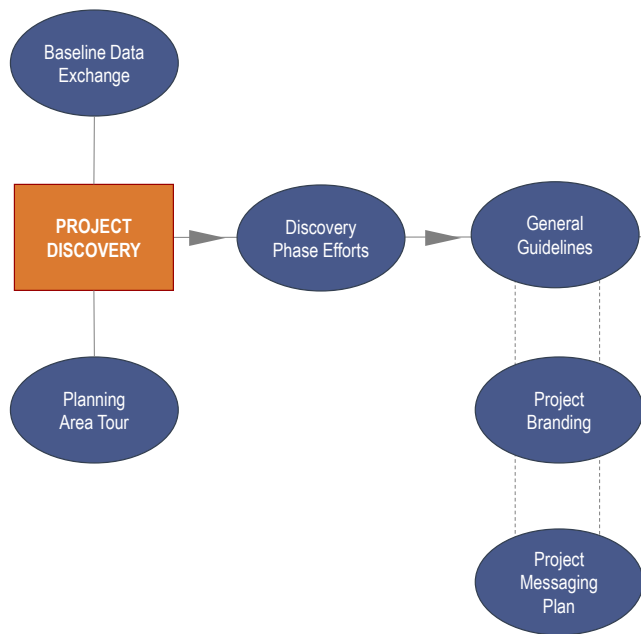 Baseline Data
Exchange
PROJECT
DISCOVERY
Discovery
Phase Efforts
General
Guidelines
Planning
Area Tour
Project
Branding
Project
Messaging
Plan